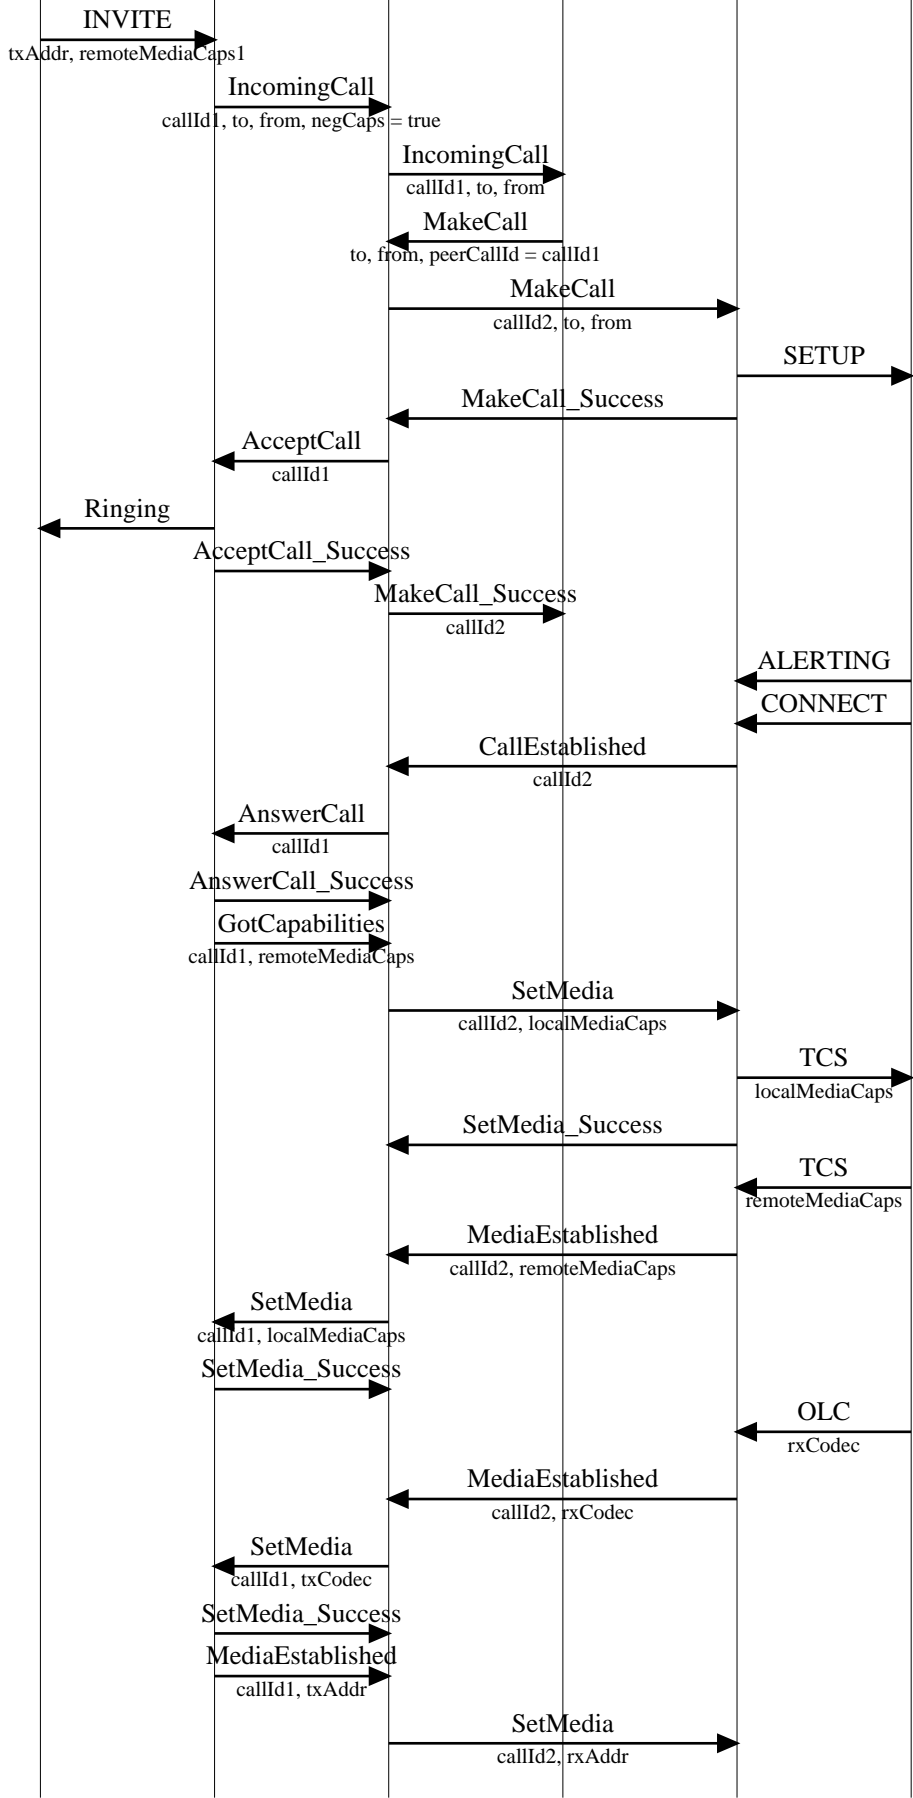 INVITE
txAddr, remoteMediaCaps1
IncomingCall
callId1, to, from, negCaps = true
IncomingCall
callId1, to, from
MakeCall
to, from, peerCallId = callId1
MakeCall
callId2, to, from
SETUP
MakeCall_Success
AcceptCall
callId1
Ringing
AcceptCall_Success
MakeCall_Success
callId2
ALERTING
CONNECT
CallEstablished
callId2
AnswerCall
callId1
AnswerCall_Success
GotCapabilities
callId1, remoteMediaCaps
SetMedia
callId2, localMediaCaps
TCS
localMediaCaps
SetMedia_Success
TCS
remoteMediaCaps
MediaEstablished
callId2, remoteMediaCaps
SetMedia
callId1, localMediaCaps
SetMedia_Success
OLC
rxCodec
MediaEstablished
callId2, rxCodec
SetMedia
callId1, txCodec
SetMedia_Success
MediaEstablished
callId1, txAddr
SetMedia
callId2, rxAddr